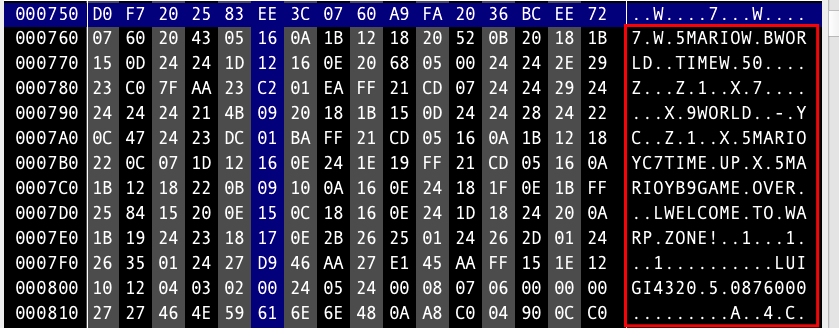 000750 D0 F7 20 25 83 EE 3C 07 60 A9 FA 20 36 BC EE 72 ..W....7...W....
000760 07 60 20 43 05 16 0A 1B 12 18 20 52 0B 20 18 1B 7.W.5MARIOW.BWOR
000770 15 0D 24 24 1D 12 16 0E 20 68 05 00 24 24 2E 29 LD..TIMEW.50....
000780 23 C0 7F AA 23 C2 01 EA FF 21 CD 07 24 24 29 24 Z...Z.1..X.7....
000790 24 24 24 21 4B 09 20 18 1B 15 0D 24 24 28 24 22 ...X.9WORLD..-.Y
0007A0 0C 47 24 23 DC 01 BA FF 21 CD 05 16 0A 1B 12 18 C..Z.1..X.5MARIO
0007B0 22 0C 07 1D 12 16 0E 24 1E 19 FF 21 CD 05 16 0A YC7TIME.UP.X.5MA
0007C0 1B 12 18 22 0B 09 10 0A 16 0E 24 18 1F 0E 1B FF RIOYB9GAME.OVER.
0007D0 25 84 15 20 0E 15 0C 18 16 0E 24 1D 18 24 20 0A ..LWELCOME.TO.WA
0007E0 1B 19 24 23 18 17 0E 2B 26 25 01 24 26 2D 01 24 RP.ZONE!..1...1.
0007F0 26 35 01 24 27 D9 46 AA 27 E1 45 AA FF 15 1E 12 ..1..........LUI
000800 10 12 04 03 02 00 24 05 24 00 08 07 06 00 00 00 GI4320.5.0876000
000810 27 27 46 4E 59 61 6E 6E 48 0A A8 C0 04 90 0C C0 .........A..4.C.